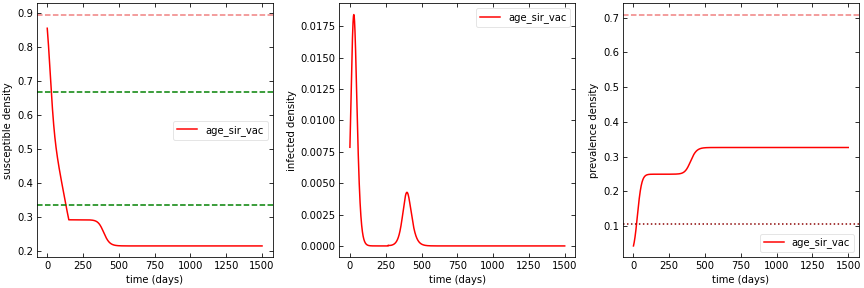 susceptible density
0.9
0.8
0.7
0.6
0.5
0.4
0.3
0.2
age_sir_vac
0 250 500 750 1000 1250 1500
time (days)
infected density
0.0175
0.0150
0.0125
0.0100
0.0075
0.0050
0.0025
0.0000
age_sir_vac
0 250 500 750 1000 1250 1500
time (days)
prevalence density
0.7
0.6
0.5
0.4
0.3
0.2
0.1
age_sir_vac
0 250 500 750 1000 1250 1500
time (days)